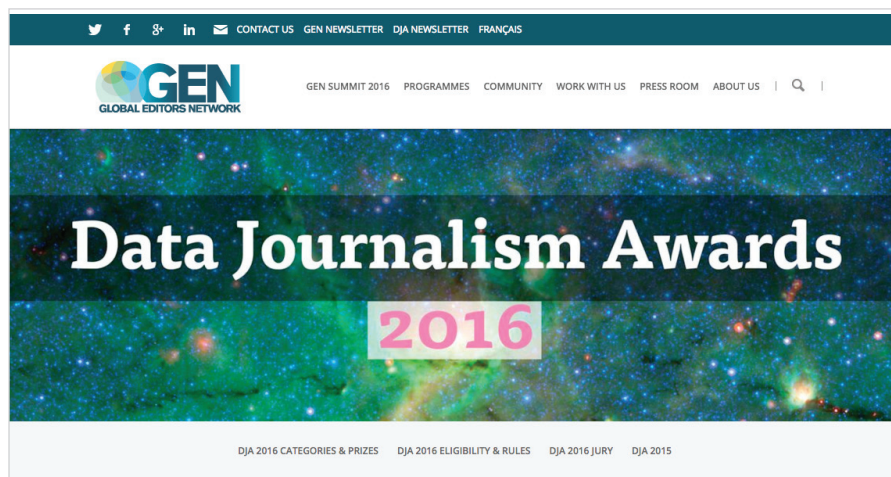 CONTACT US GEN NEWSLETTER DJA NEWSLETTER FRANÇAIS
GEN
GLOBAL EDITORS NETWORK
GEN SUMMIT 2016 PROGRAMMES COMMUNITY WORK WITH US PRESS ROOM ABOUT US
Data Journalism Awards
2016
DJA 2016 CATEGORIES & PRIZES DJA 2016 ELIGIBILITY & RULES DJA 2016 JURY DJA 2015